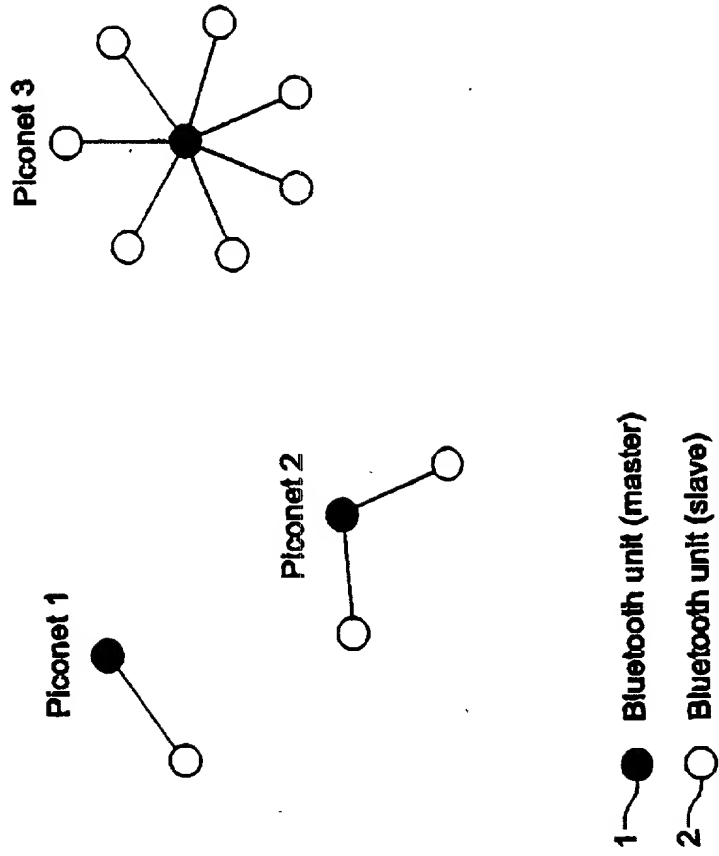 Piconet 1
Piconet 2
Piconet 3
1 Bluetooth unit (master)
2 Bluetooth unit (slave)